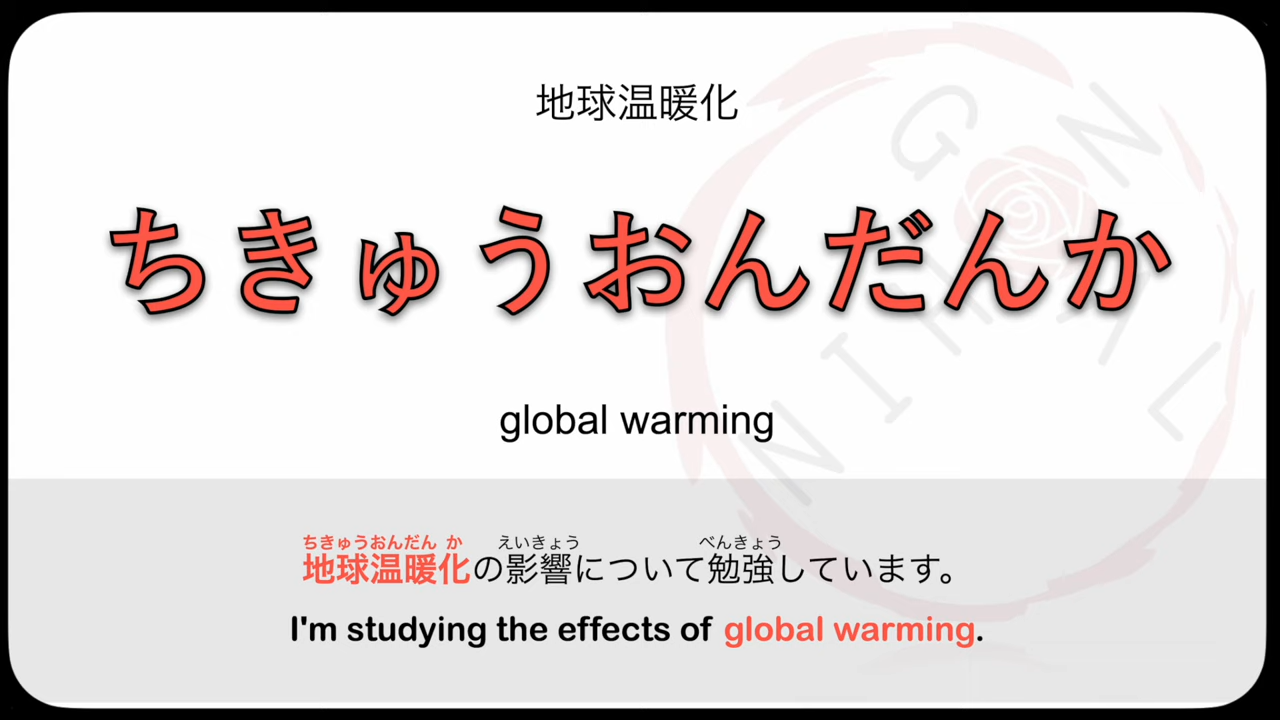 地球温暖化
ちきゅうおんだんか
global warming
ちきゅうおんだん か えいきょう べんきょう
地球温暖化の影響について勉強しています。
I'm studying the effects of global warming.
NIHONGONAL